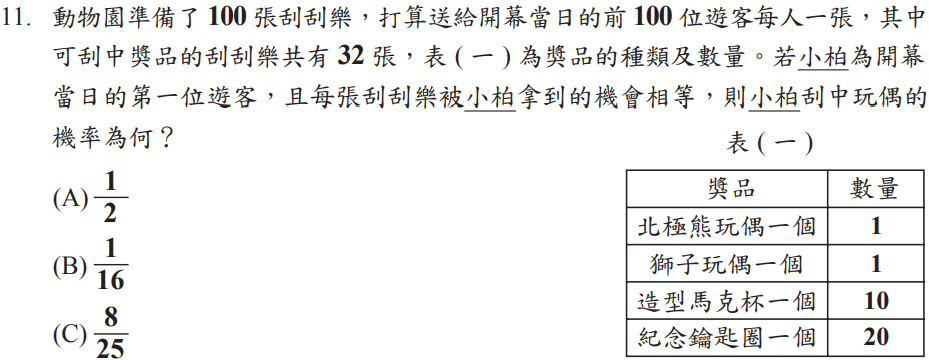 11. 動物園準備了 100 張刮刮樂，打算送給開幕當日的前 100 位遊客每人一張，其中
可刮中獎品的刮刮樂共有 32 張，表 ( 一 ) 為獎品的種類及數量。若小柏為開幕
當日的第一位遊客，且每張刮刮樂被小柏拿到的機會相等，則小柏刮中玩偶的
機率為何？
(A) 1/2
(B) 1/16
(C) 8/25
表 ( 一 )
獎品 數量
北極熊玩偶一個 1
獅子玩偶一個 1
造型馬克杯一個 10
紀念鑰匙圈一個 20